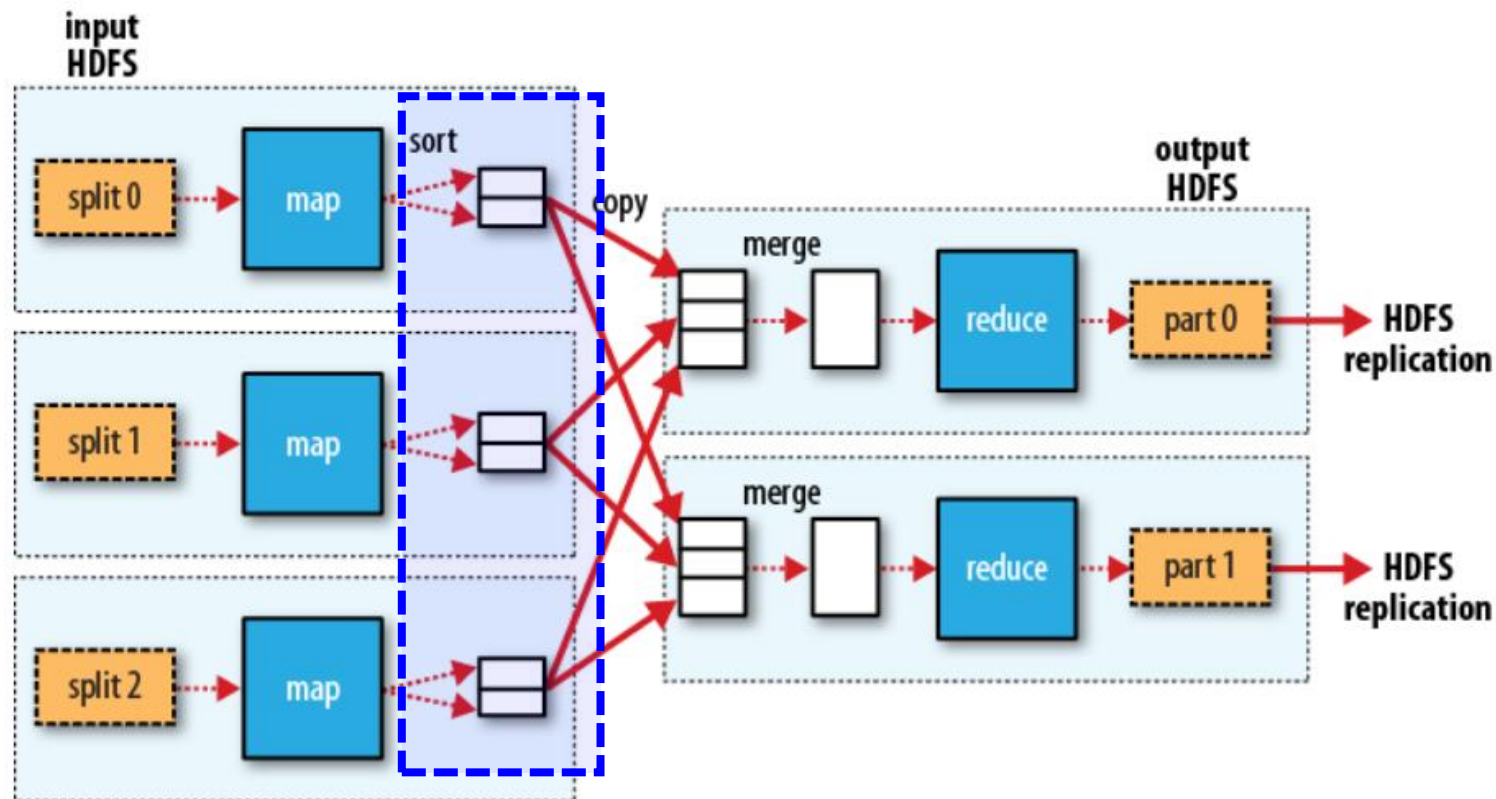 input
HDFS
sort
split 0
map
copy
split 1
map
split 2
map
output
HDFS
merge
reduce
part 0
HDFS
replication
merge
reduce
part 1
HDFS
replication